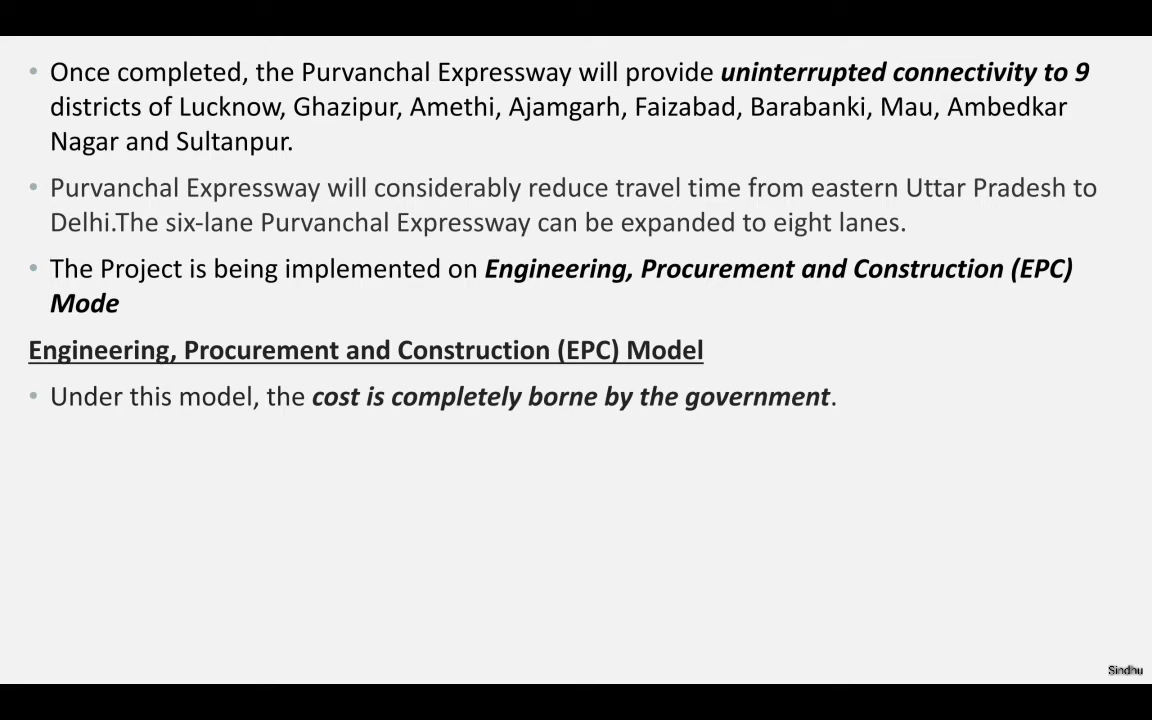 • Once completed, the Purvanchal Expressway will provide uninterrupted connectivity to 9
districts of Lucknow, Ghazipur, Amethi, Ajamgarh, Faizabad, Barabanki, Mau, Ambedkar
Nagar and Sultanpur.
• Purvanchal Expressway will considerably reduce travel time from eastern Uttar Pradesh to
Delhi.The six-lane Purvanchal Expressway can be expanded to eight lanes.
• The Project is being implemented on Engineering, Procurement and Construction (EPC)
Mode
Engineering, Procurement and Construction (EPC) Model
• Under this model, the cost is completely borne by the government.
Sindhu